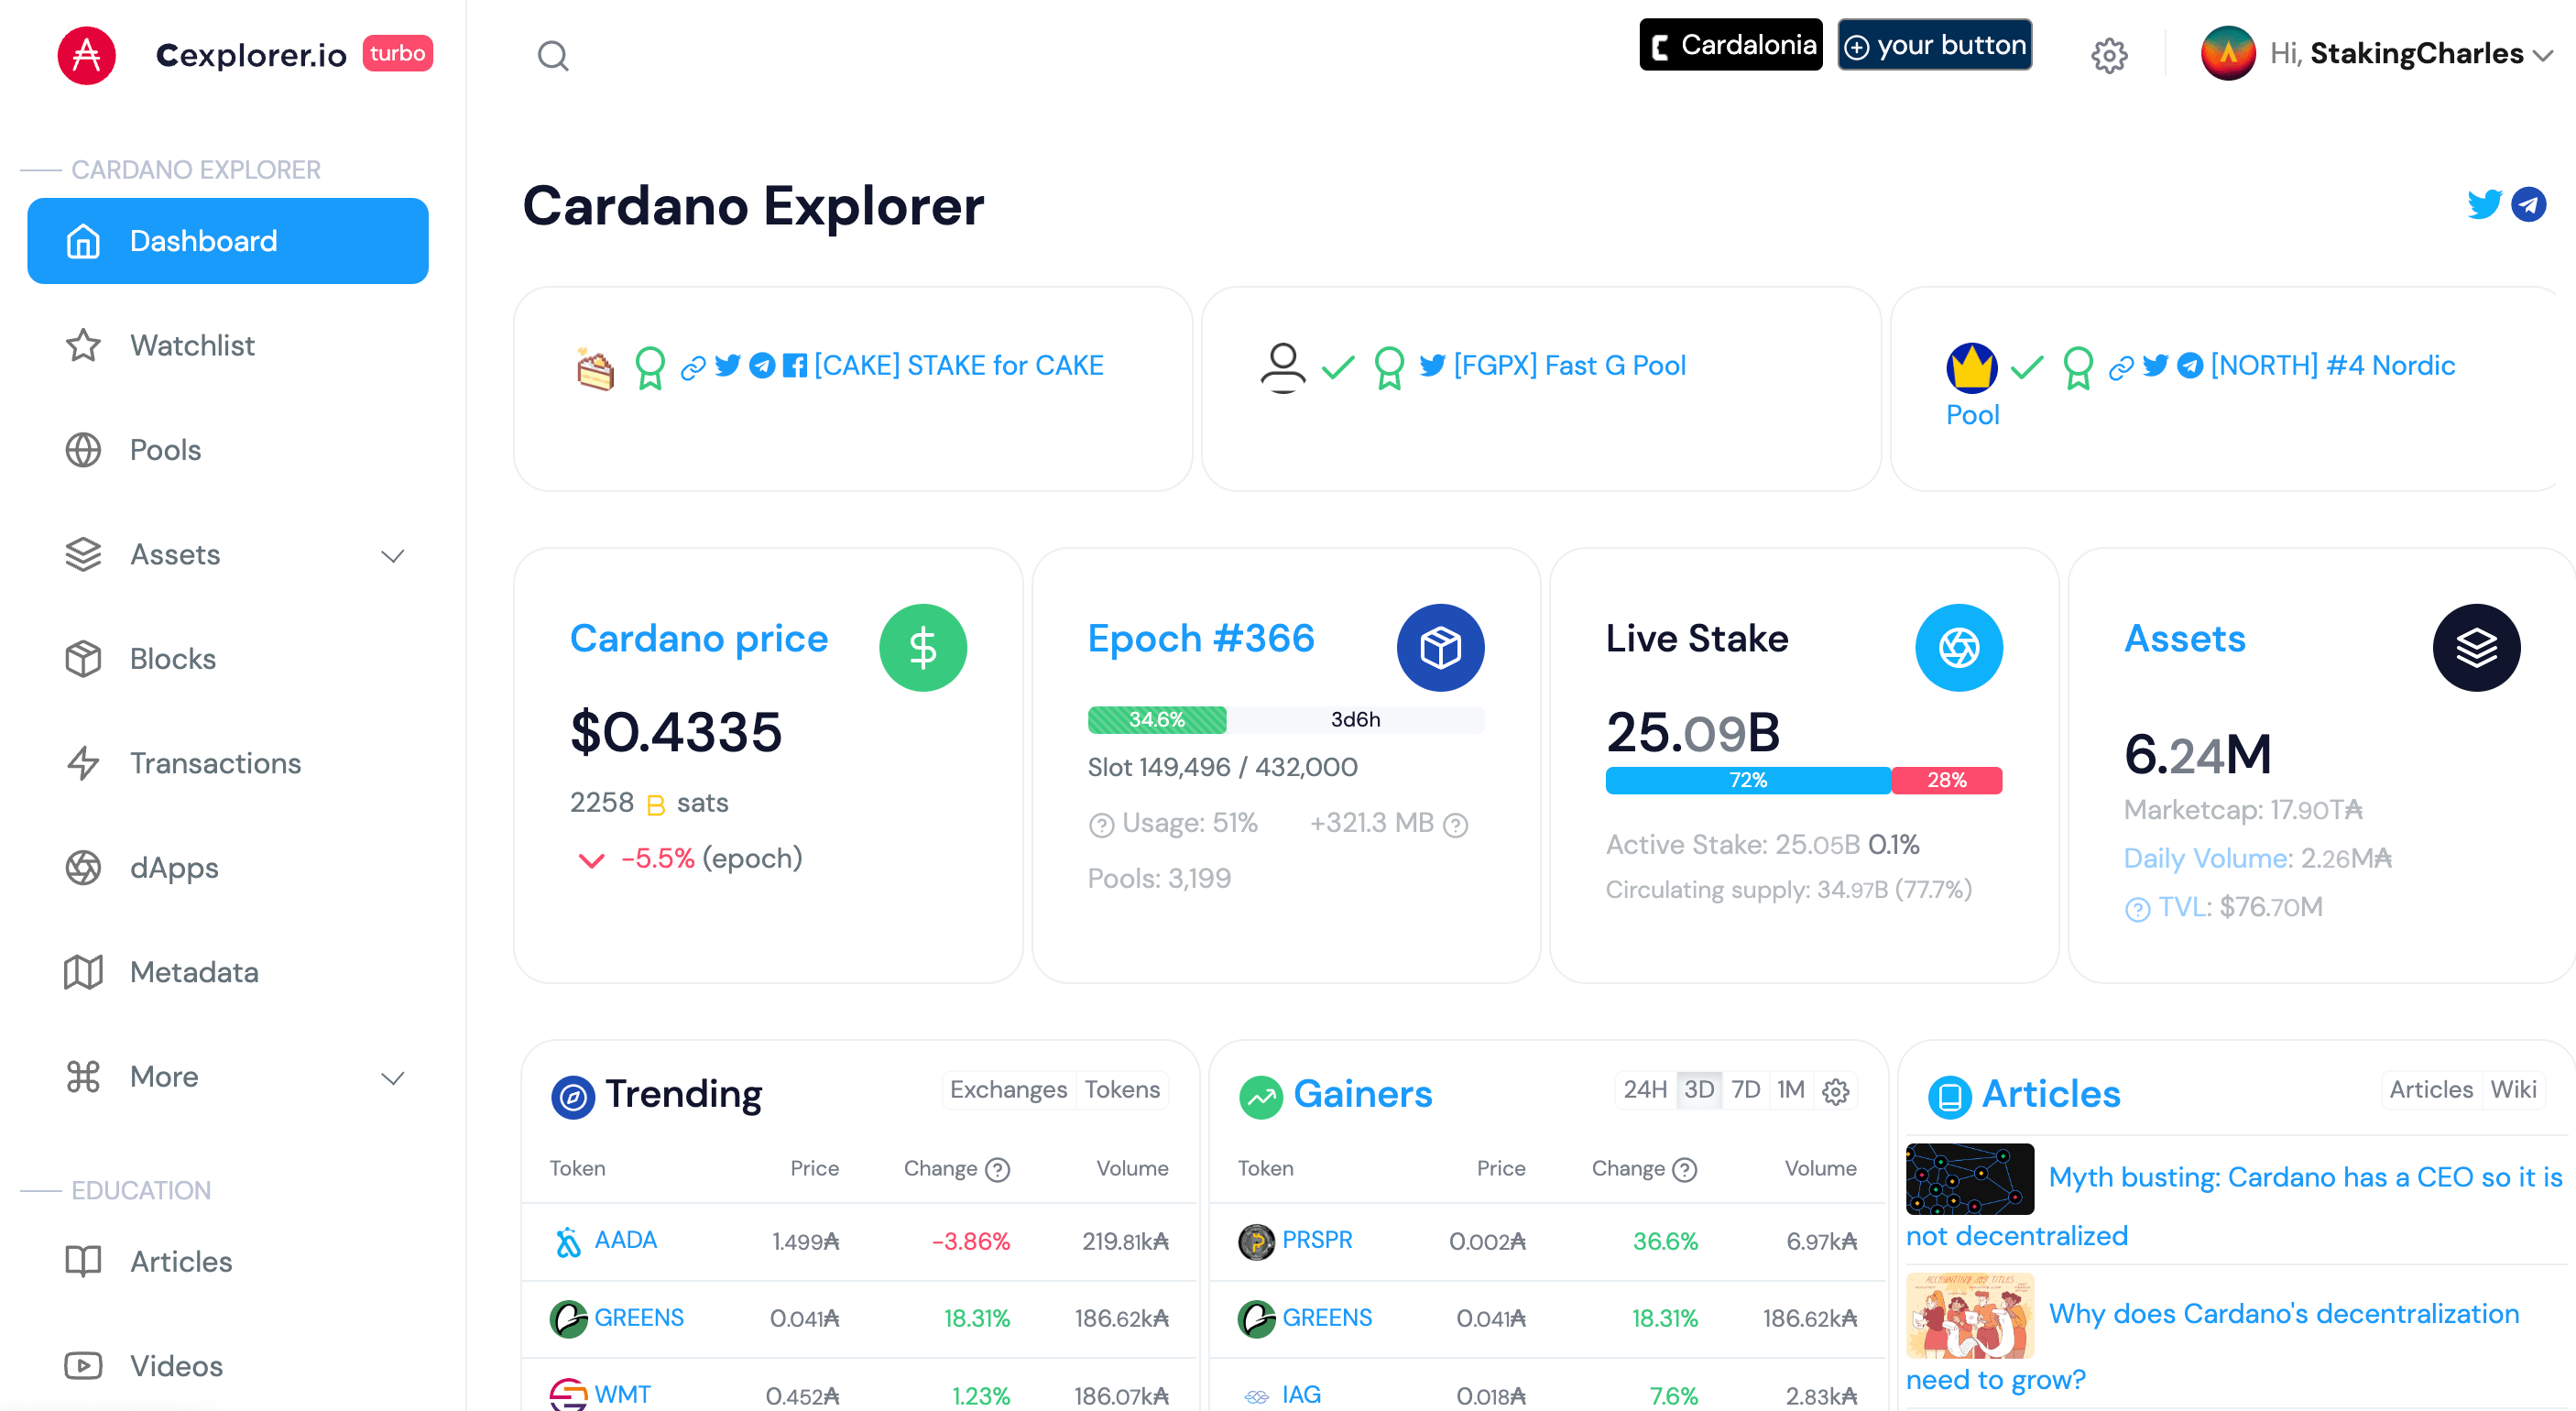 Cexplorer.io turbo
Cardalonia
your button
Hi, StakingCharles
CARDANO EXPLORER
Dashboard
Watchlist
Pools
Assets
Blocks
Transactions
dApps
Metadata
More
EDUCATION
Articles
Videos
Cardano Explorer
[CAKE] STAKE for CAKE
[FGPX] Fast G Pool
[NORTH] #4 Nordic
Pool
Cardano price
$0.4335
2258 sats
-5.5% (epoch)
Epoch #366
34.6% 3d6h
Slot 149,496 / 432,000
Usage: 51% +321.3 MB
Pools: 3,199
Live Stake
25.09B
72% 28%
Active Stake: 25.05B 0.1%
Circulating supply: 34.97B (77.7%)
Assets
6.24M
Marketcap: 17.90T₳
Daily Volume: 2.26M₳
TVL: $76.70M
Trending Exchanges Tokens
Token Price Change Volume
AADA 1.499₳ -3.86% 219.81k₳
GREENS 0.041₳ 18.31% 186.62k₳
WMT 0.452₳ 1.23% 186.07k₳
Gainers 24H 3D 7D 1M
Token Price Change Volume
PRSPR 0.002₳ 36.6% 6.97k₳
GREENS 0.041₳ 18.31% 186.62k₳
IAG 0.018₳ 7.6% 2.83k₳
Articles Articles Wiki
Myth busting: Cardano has a CEO so it is
not decentralized
ACCOUNTING JOB TITLES
Why does Cardano's decentralization
need to grow?